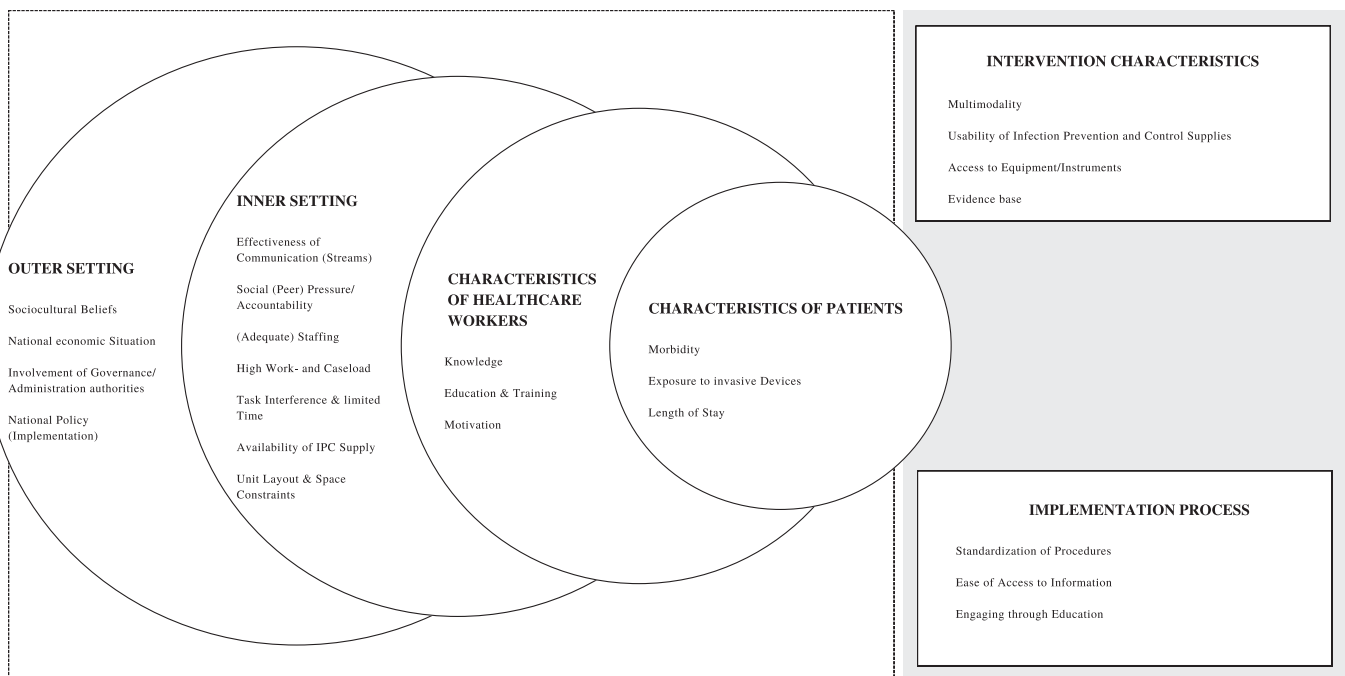 OUTER SETTING
Sociocultural Beliefs
National economic Situation
Involvement of Governance/
Administration authorities
National Policy
(Implementation)
INNER SETTING
Effectiveness of
Communication (Streams)
Social (Peer) Pressure/
Accountability
(Adequate) Staffing
High Work- and Caseload
Task Interference & limited
Time
Availability of IPC Supply
Unit Layout & Space
Constraints
CHARACTERISTICS
OF HEALTHCARE
WORKERS
Knowledge
Education & Training
Motivation
CHARACTERISTICS OF PATIENTS
Morbidity
Exposure to invasive Devices
Length of Stay
INTERVENTION CHARACTERISTICS
Multimodality
Usability of Infection Prevention and Control Supplies
Access to Equipment/Instruments
Evidence base
IMPLEMENTATION PROCESS
Standardization of Procedures
Ease of Access to Information
Engaging through Education